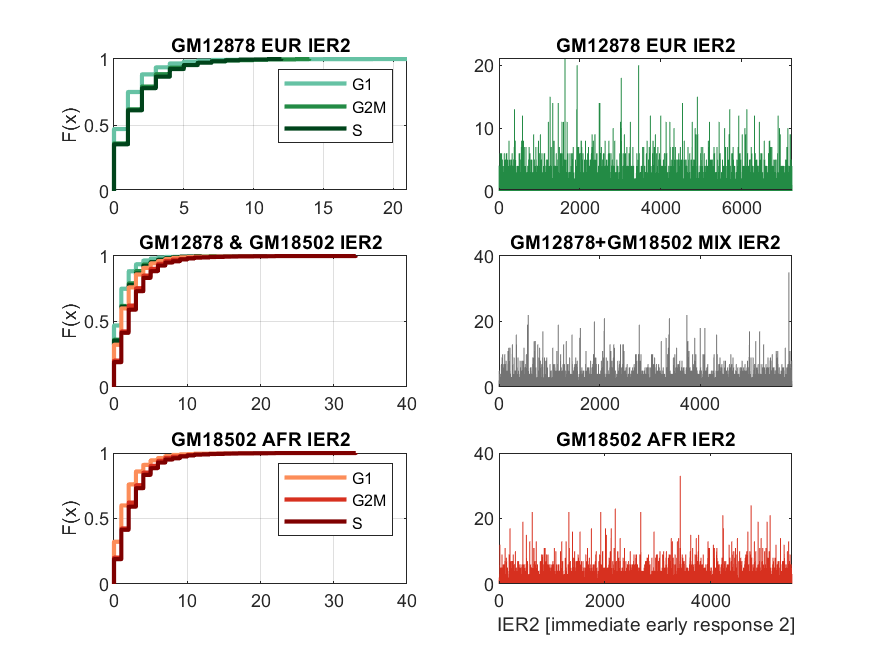 GM12878 EUR IER2
F(x)
1
0.5
0
0 5 10 15 20
G1
G2M
S
GM12878 EUR IER2
20
10
0
0 2000 4000 6000
GM12878 & GM18502 IER2
F(x)
1
0.5
0
0 10 20 30 40
GM12878+GM18502 MIX IER2
40
20
0
0 2000 4000
GM18502 AFR IER2
F(x)
1
0.5
0
0 10 20 30 40
G1
G2M
S
GM18502 AFR IER2
40
20
0
0 2000 4000
IER2 [immediate early response 2]